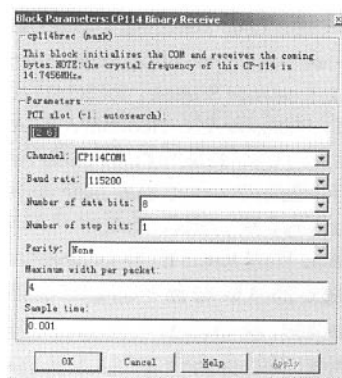 Block Parameters: CP114 Binary Receive
cp114brec (mask)
This block initializes the COM and receives the coming
bytes.NOTE:the crystal frequency of this CP-114 is
14.7456MHz.
Parameters
PCI slot (-1: autosearch):
[2 6]
Channel: CP114COM1
Baud rate: 115200
Number of data bits: 8
Number of stop bits: 1
Parity: None
Maximum width per packet:
4
Sample time:
0.001
OK Cancel Help Apply